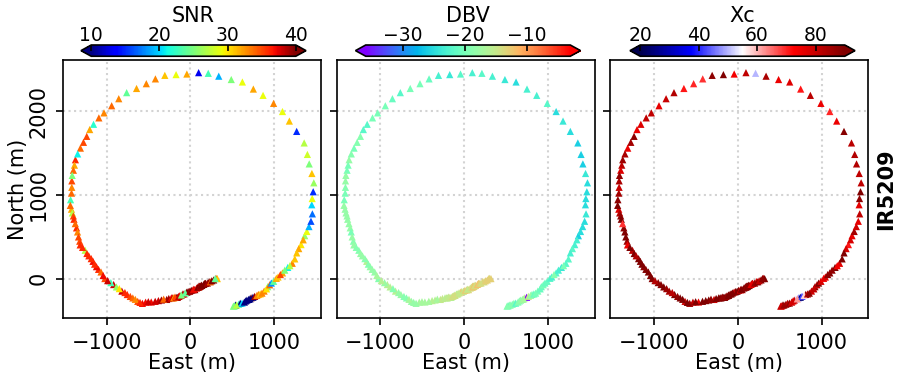 SNR DBV Xc
10 20 30 40 −30 −20 −10 20 40 60 80
North (m)
2000
1000
0
−1000 0 1000 −1000 0 1000 −1000 0 1000
East (m) East (m) East (m)
IR5209